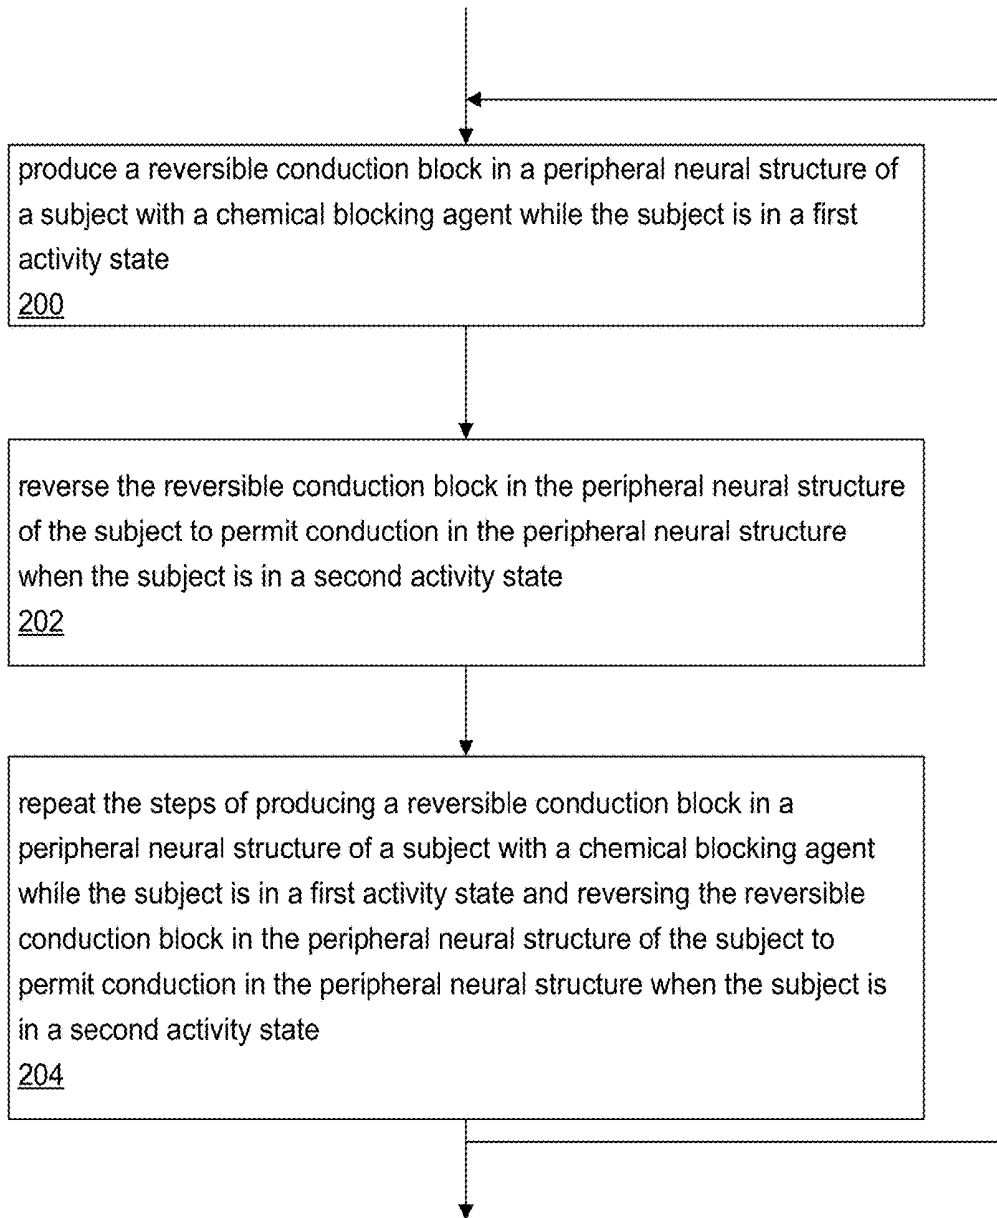 produce a reversible conduction block in a peripheral neural structure of
a subject with a chemical blocking agent while the subject is in a first
activity state
200
reverse the reversible conduction block in the peripheral neural structure
of the subject to permit conduction in the peripheral neural structure
when the subject is in a second activity state
202
repeat the steps of producing a reversible conduction block in a
peripheral neural structure of a subject with a chemical blocking agent
while the subject is in a first activity state and reversing the reversible
conduction block in the peripheral neural structure of the subject to
permit conduction in the peripheral neural structure when the subject is
in a second activity state
204